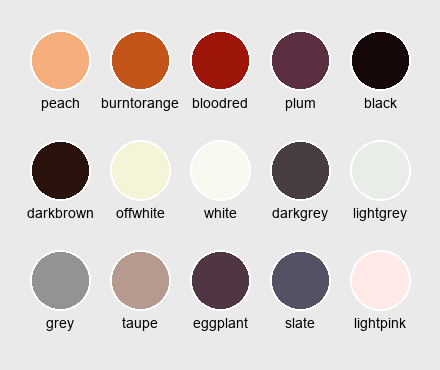 peach burntorange bloodred plum black
darkbrown offwhite white darkgrey lightgrey
grey taupe eggplant slate lightpink